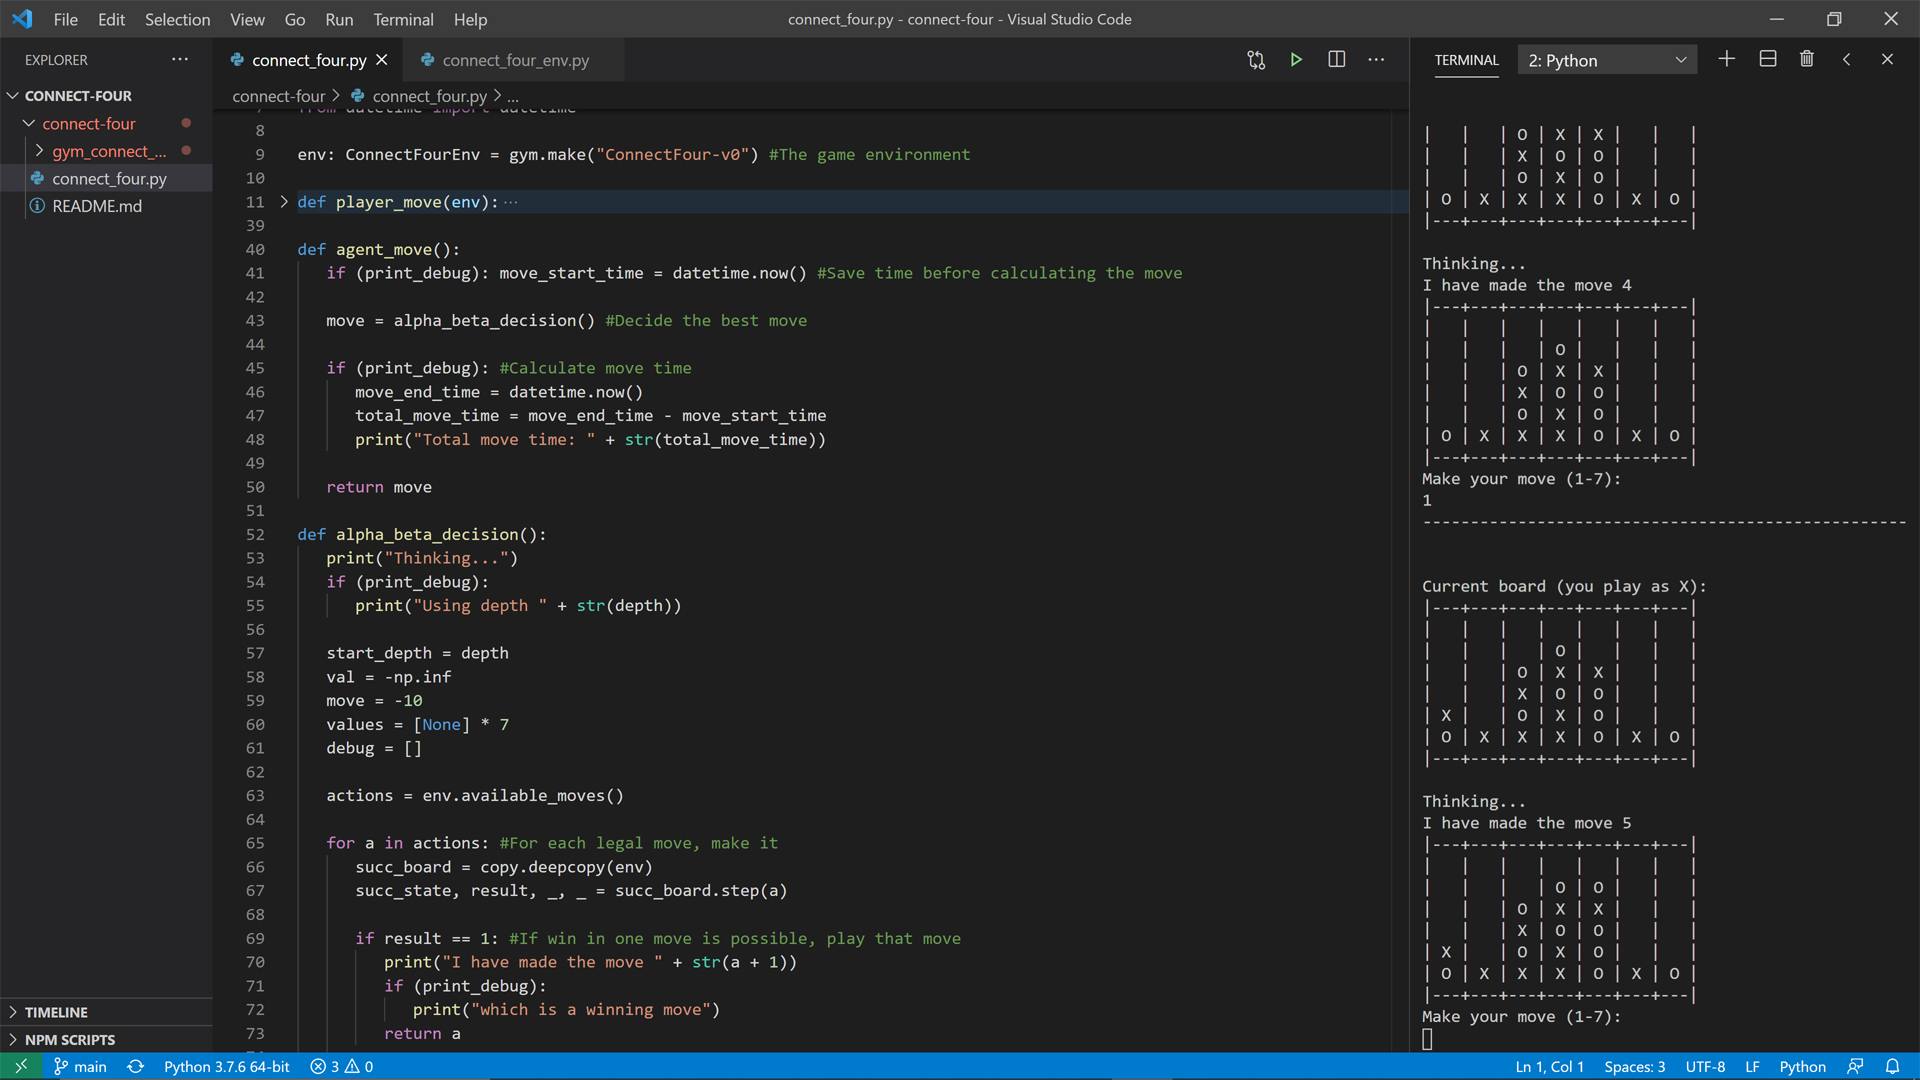 File Edit Selection View Go Run Terminal Help
connect_four.py - connect-four - Visual Studio Code
EXPLORER ···
CONNECT-FOUR
connect-four
gym_connect_...
connect_four.py
README.md
TIMELINE
NPM SCRIPTS
connect_four.py
connect_four_env.py
connect-four > connect_four.py > ...
7 from datetime import datetime
8
9 env: ConnectFourEnv = gym.make("ConnectFour-v0") #The game environment
10
11 def player_move(env): ···
39
40 def agent_move():
41 if (print_debug): move_start_time = datetime.now() #Save time before calculating the move
42
43 move = alpha_beta_decision() #Decide the best move
44
45 if (print_debug): #Calculate move time
46 move_end_time = datetime.now()
47 total_move_time = move_end_time - move_start_time
48 print("Total move time: " + str(total_move_time))
49
50 return move
51
52 def alpha_beta_decision():
53 print("Thinking...")
54 if (print_debug):
55 print("Using depth " + str(depth))
56
57 start_depth = depth
58 val = -np.inf
59 move = -10
60 values = [None] * 7
61 debug = []
62
63 actions = env.available_moves()
64
65 for a in actions: #For each legal move, make it
66 succ_board = copy.deepcopy(env)
67 succ_state, result, _, _ = succ_board.step(a)
68
69 if result == 1: #If win in one move is possible, play that move
70 print("I have made the move " + str(a + 1))
71 if (print_debug):
72 print("which is a winning move")
73 return a
TERMINAL 2: Python
|   |   | O | X | X |   |   |
|   |   | X | O | O |   |   |
|   |   | O | X | O |   |   |
| O | X | X | X | O | X | O |
|---+---+---+---+---+---+---|
Thinking...
I have made the move 4
|---+---+---+---+---+---+---|
|   |   |   |   |   |   |   |
|   |   |   | O |   |   |   |
|   |   | O | X | X |   |   |
|   |   | X | O | O |   |   |
|   |   | O | X | O |   |   |
| O | X | X | X | O | X | O |
|---+---+---+---+---+---+---|
Make your move (1-7):
1
--------------------------------------------------
Current board (you play as X):
|---+---+---+---+---+---+---|
|   |   |   |   |   |   |   |
|   |   |   | O |   |   |   |
|   |   | O | X | X |   |   |
|   |   | X | O | O |   |   |
| X |   | O | X | O |   |   |
| O | X | X | X | O | X | O |
|---+---+---+---+---+---+---|
Thinking...
I have made the move 5
|---+---+---+---+---+---+---|
|   |   |   |   |   |   |   |
|   |   |   | O | O |   |   |
|   |   | O | X | X |   |   |
|   |   | X | O | O |   |   |
| X |   | O | X | O |   |   |
| O | X | X | X | O | X | O |
|---+---+---+---+---+---+---|
Make your move (1-7):
main Python 3.7.6 64-bit 3 0 Ln 1, Col 1 Spaces: 3 UTF-8 LF Python